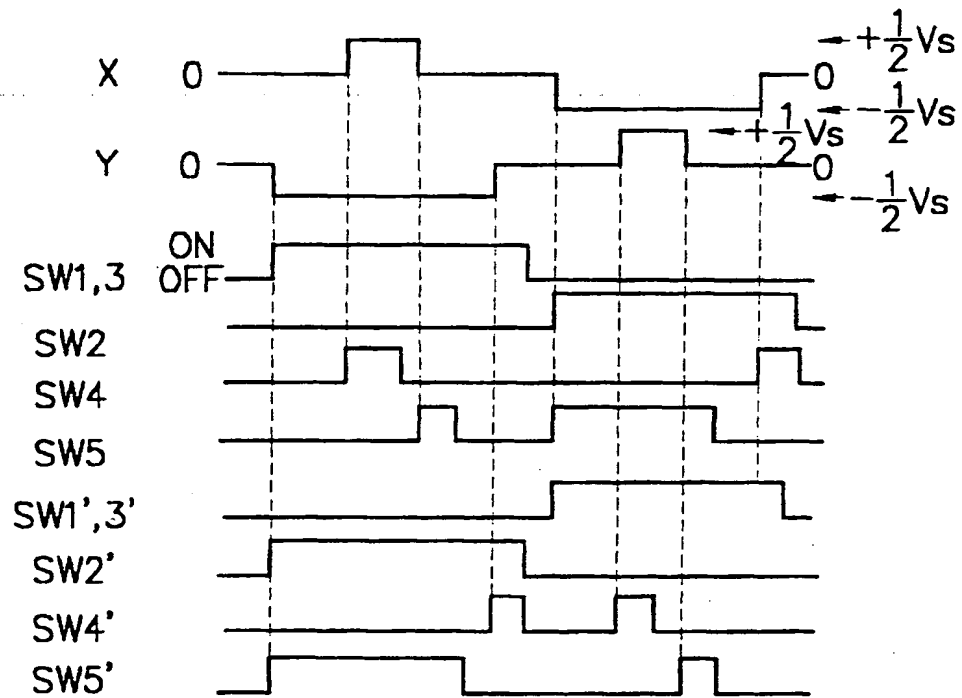 +1/2Vs
X 0 0
-1/2Vs
+1/2Vs
Y 0 0
-1/2Vs
ON
SW1,3 OFF
SW2
SW4
SW5
SW1',3'
SW2'
SW4'
SW5'